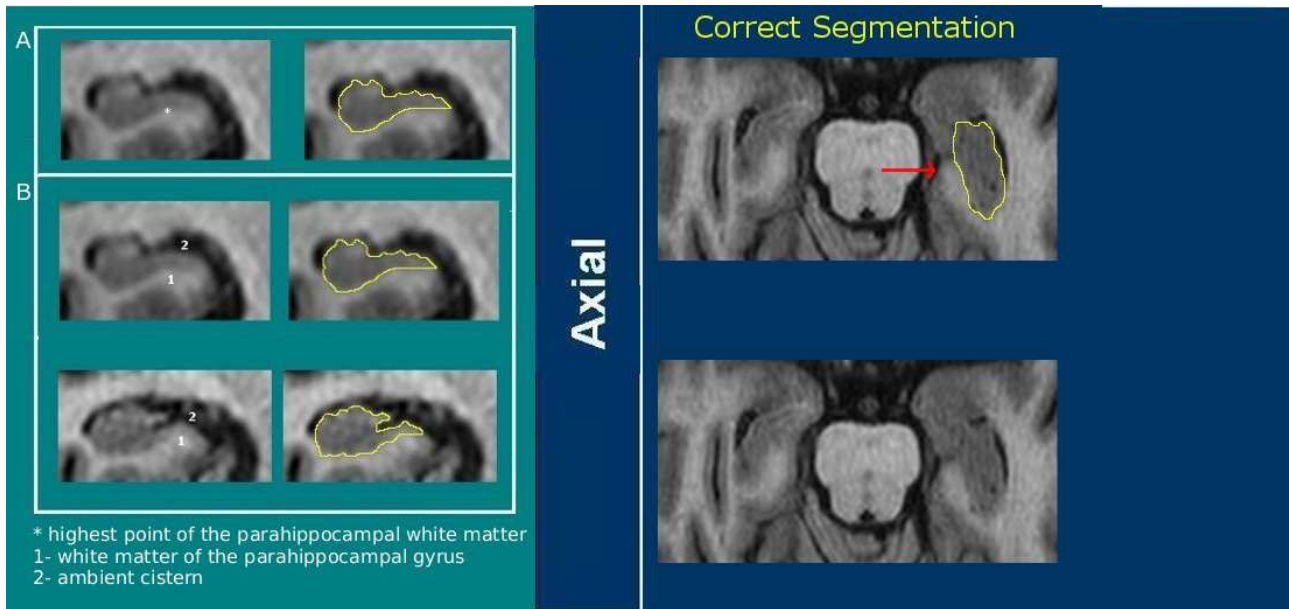 A
*
B
2
1
2
1
* highest point of the parahippocampal white matter
1- white matter of the parahippocampal gyrus
2- ambient cistern
Axial
Correct Segmentation